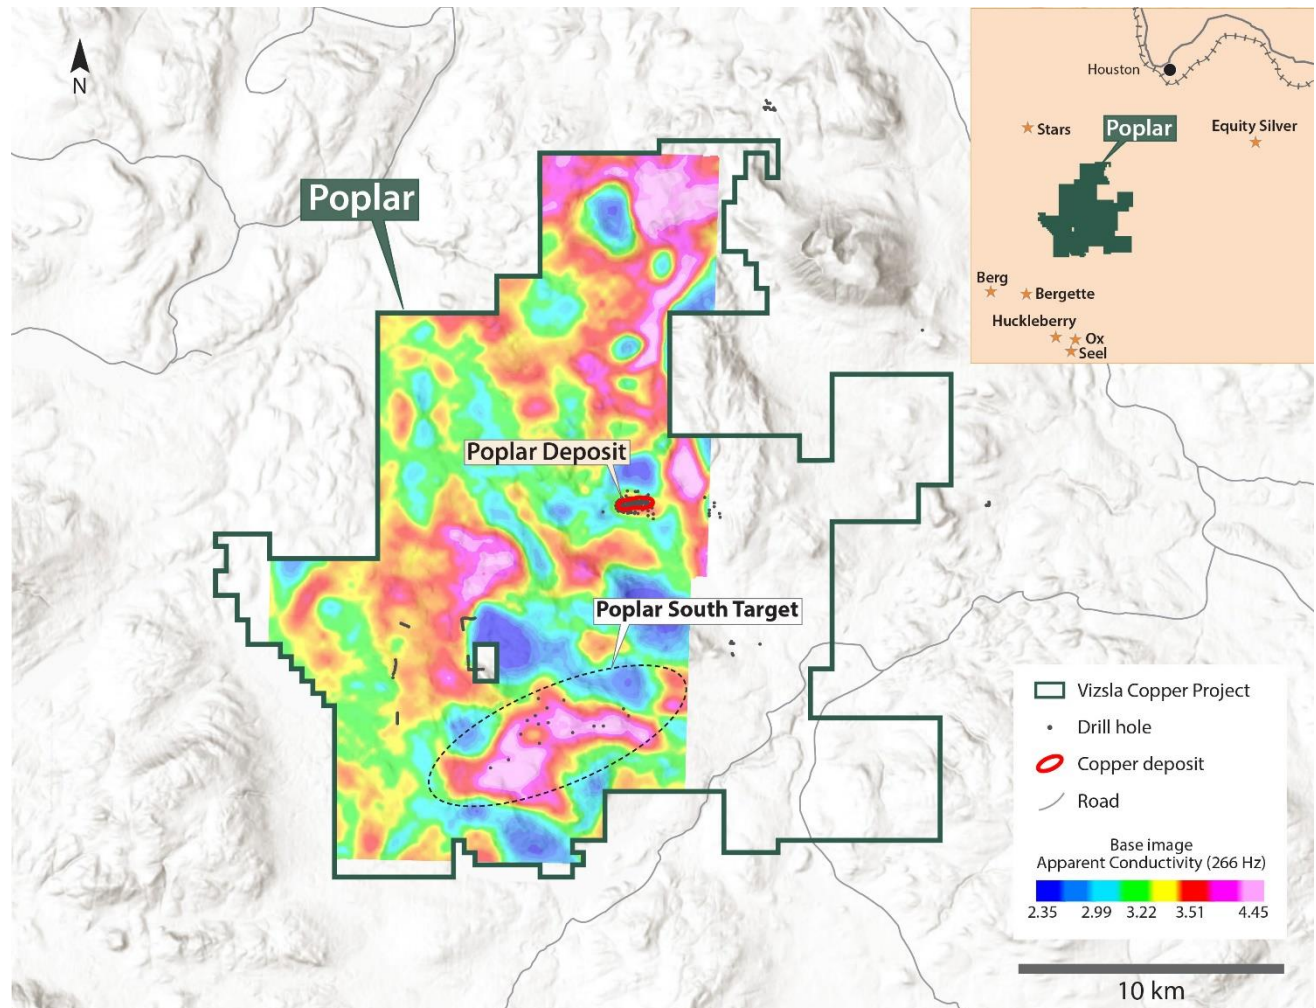 N
Poplar
Poplar Deposit
Poplar South Target
Houston
Stars
Poplar
Equity Silver
Berg
Bergette
Huckleberry
Ox
Seel
Vizsla Copper Project
Drill hole
Copper deposit
Road
Base image
Apparent Conductivity (266 Hz)
2.35 2.99 3.22 3.51 4.45
10 km